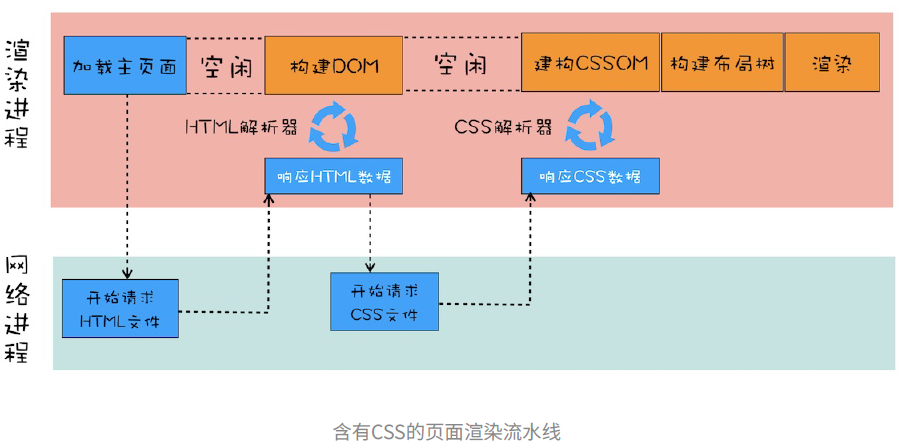 渲染进程
加载主页面
空闲
构建DOM
空闲
建构CSSOM
构建布局树
渲染
HTML解析器
CSS解析器
响应HTML数据
响应CSS数据
网络进程
开始请求
HTML文件
开始请求
CSS文件
含有CSS的页面渲染流水线